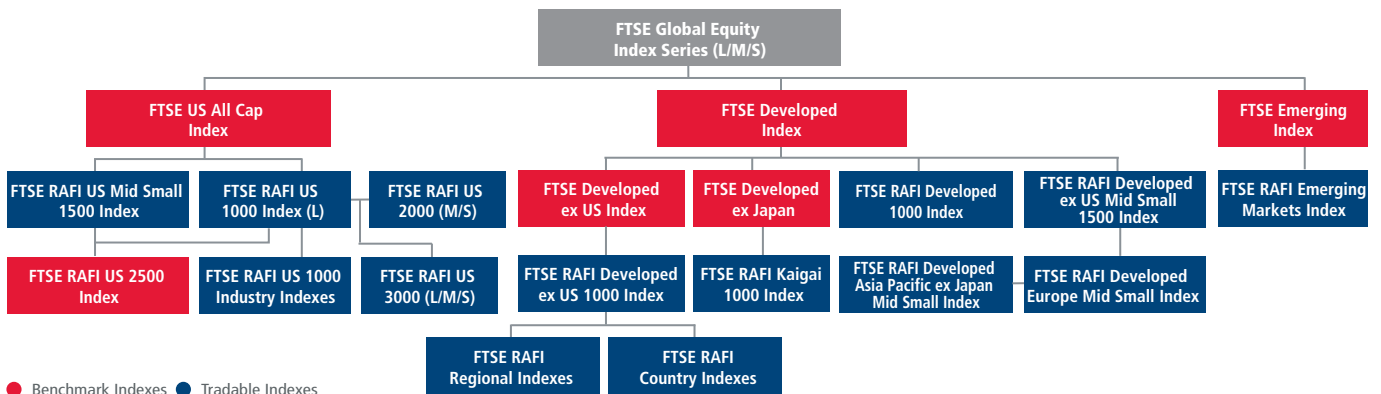 FTSE Global Equity
Index Series (L/M/S)
FTSE US All Cap
Index
FTSE Developed
Index
FTSE Emerging
Index
FTSE RAFI US Mid Small
1500 Index
FTSE RAFI US
1000 Index (L)
FTSE RAFI US
2000 (M/S)
FTSE Developed
ex US Index
FTSE Developed
ex Japan
FTSE RAFI Developed
1000 Index
FTSE RAFI Developed
ex US Mid Small
1500 Index
FTSE RAFI Emerging
Markets Index
FTSE RAFI US 2500
Index
FTSE RAFI US 1000
Industry Indexes
FTSE RAFI US
3000 (L/M/S)
FTSE RAFI Developed
ex US 1000 Index
FTSE RAFI Kaigai
1000 Index
FTSE RAFI Developed
Asia Pacific ex Japan
Mid Small Index
FTSE RAFI Developed
Europe Mid Small Index
FTSE RAFI
Regional Indexes
FTSE RAFI
Country Indexes
Benchmark Indexes
Tradable Indexes